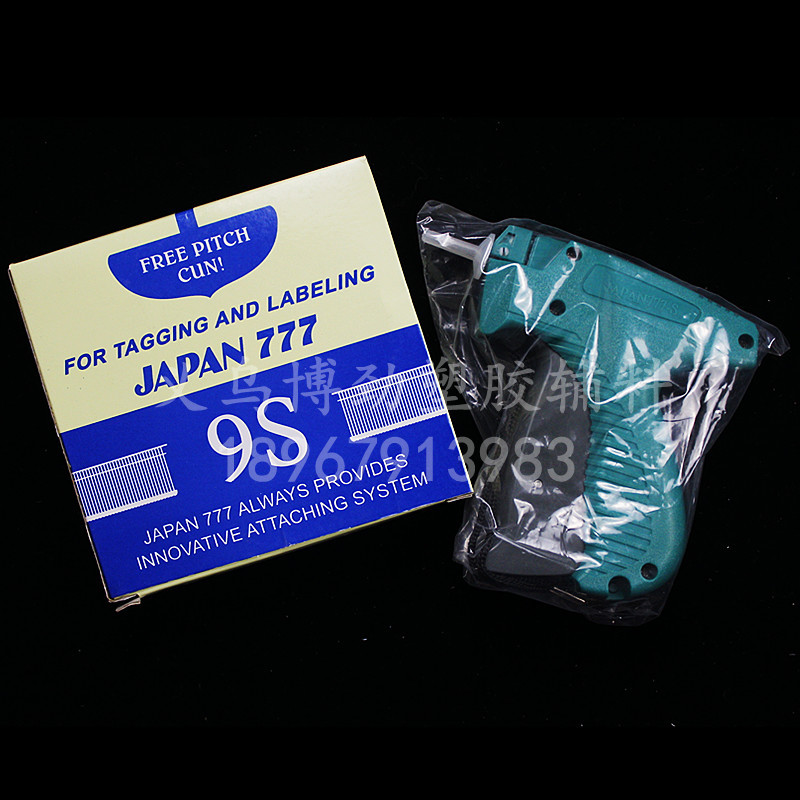 FREE PITCH
CUN!
FOR TAGGING AND LABELING
JAPAN 777
9S
JAPAN 777 ALWAYS PROVIDES
INNOVATIVE ATTACHING SYSTEM
义乌博弘塑胶辅料
18967913983